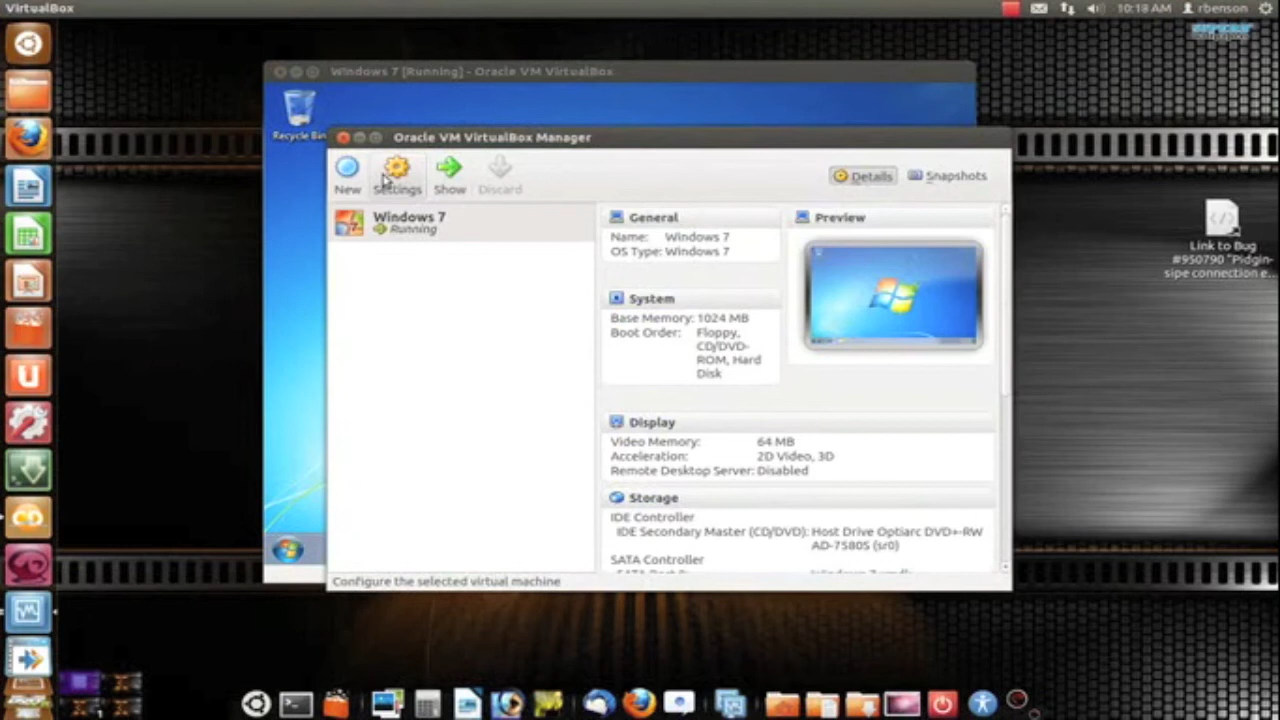 VirtualBox
10:18 AM
rbenson
Windows 7 [Running] - Oracle VM VirtualBox
Recycle Bin
Oracle VM VirtualBox Manager
New
Settings
Show
Discard
Details
Snapshots
Windows 7
Running
General
Name: Windows 7
OS Type: Windows 7
Preview
System
Base Memory: 1024 MB
Boot Order: Floppy,
CD/DVD-
ROM, Hard
Disk
Display
Video Memory: 64 MB
Acceleration: 2D Video, 3D
Remote Desktop Server: Disabled
Storage
IDE Controller
IDE Secondary Master (CD/DVD): Host Drive Optiarc DVD+-RW
AD-7580S (sr0)
SATA Controller
Configure the selected virtual machine
Link to Bug
#950790 "Pidgin-
sipe connection e...